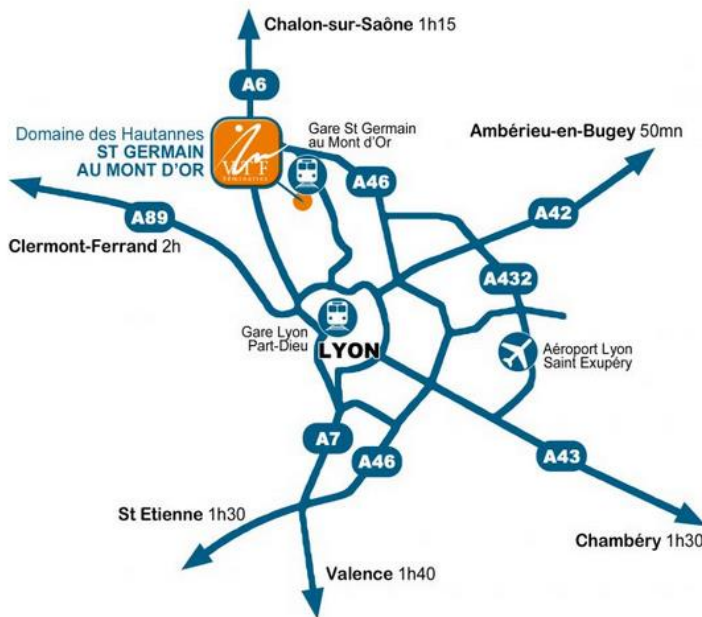 Chalon-sur-Saône 1h15
A6
Domaine des Hautannes
ST GERMAIN
AU MONT D'OR
VTF
Gare St Germain
au Mont d'Or
Ambérieu-en-Bugey 50mn
A46
A89
A42
Clermont-Ferrand 2h
A432
Gare Lyon
Part-Dieu
LYON
Aéroport Lyon
Saint Exupéry
A7
A46
A43
St Etienne 1h30
Chambéry 1h30
Valence 1h40